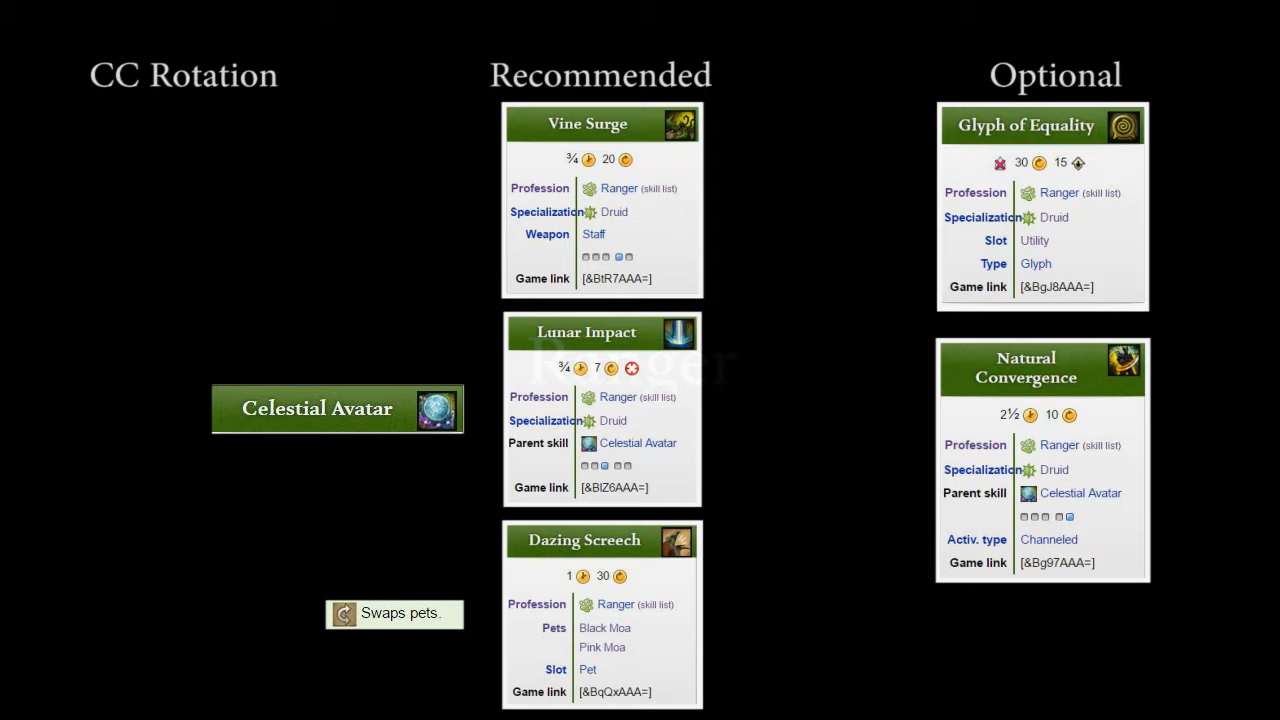 CC Rotation
Recommended
Optional
Vine Surge
¾ 20
Profession Ranger (skill list)
Specialization Druid
Weapon Staff
Game link [&BtR7AAA=]
Lunar Impact
Ranger
¾ 7
Profession Ranger (skill list)
Specialization Druid
Parent skill Celestial Avatar
Game link [&BlZ6AAA=]
Celestial Avatar
Dazing Screech
1 30
Profession Ranger (skill list)
Pets Black Moa
Pink Moa
Slot Pet
Game link [&BqQxAAA=]
Swaps pets.
Glyph of Equality
30 15
Profession Ranger (skill list)
Specialization Druid
Slot Utility
Type Glyph
Game link [&BgJ8AAA=]
Natural
Convergence
2½ 10
Profession Ranger (skill list)
Specialization Druid
Parent skill Celestial Avatar
Activ. type Channeled
Game link [&Bg97AAA=]